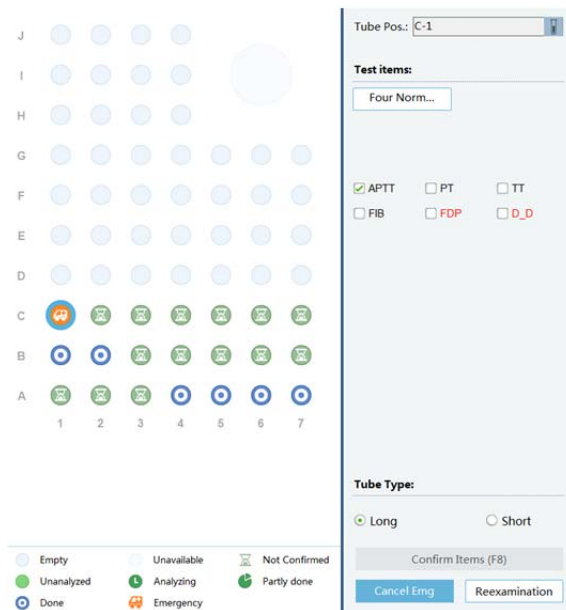 Tube Pos.: C-1
Test items:
Four Norm...
APTT PT TT
FIB FDP D_D
J
I
H
G
F
E
D
C
B
A
1 2 3 4 5 6 7
Tube Type:
Long Short
Confirm Items (F8)
Cancel Emg Reexamination
Empty Unavailable Not Confirmed
Unanalyzed Analyzing Partly done
Done Emergency